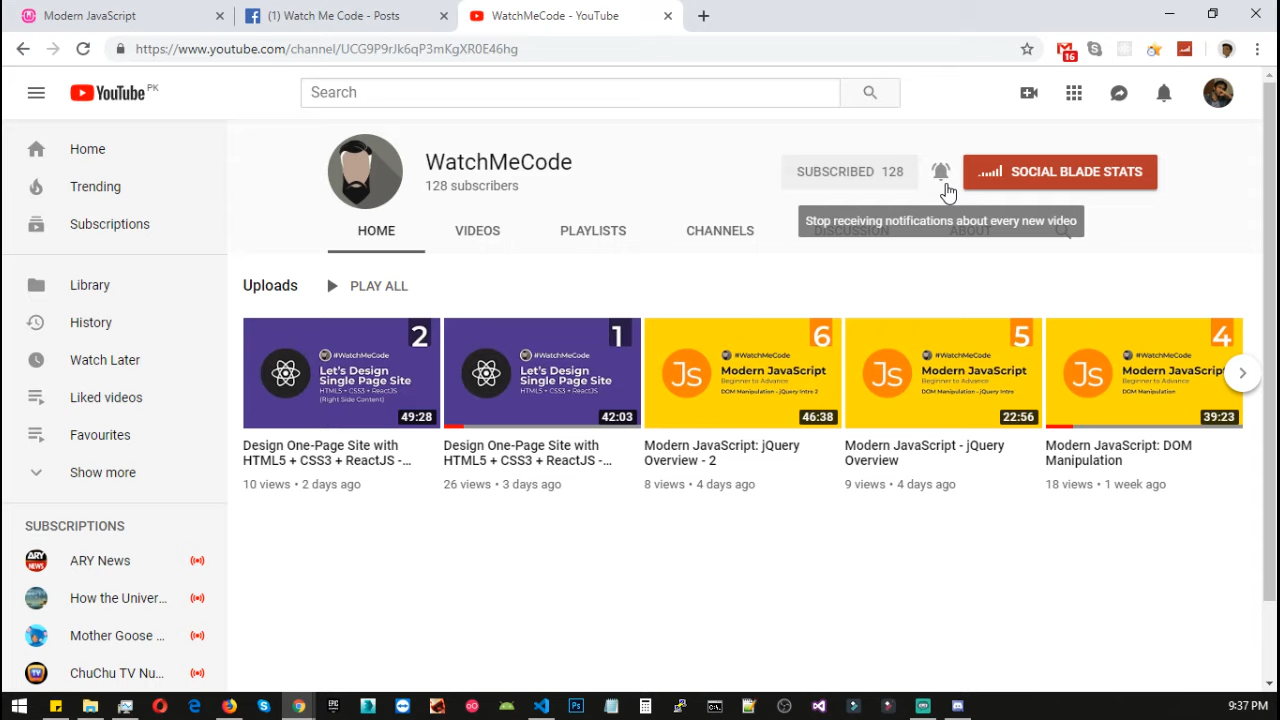 Modern JavaScript
(1) Watch Me Code - Posts
WatchMeCode - YouTube
https://www.youtube.com/channel/UCG9P9rJk6qP3mKgXR0E46hg
16
YouTube PK
Search
Home
Trending
Subscriptions
Library
History
Watch Later
Liked videos
Favourites
Show more
SUBSCRIPTIONS
ARY News
How the Univer...
Mother Goose ...
ChuChu TV Nu...
WatchMeCode
128 subscribers
SUBSCRIBED 128
SOCIAL BLADE STATS
Stop receiving notifications about every new video
HOME
VIDEOS
PLAYLISTS
CHANNELS
DISCUSSION
ABOUT
Uploads
PLAY ALL
2
#WatchMeCode
Let's Design
Single Page Site
HTML5 + CSS3 + ReactJS
(Right Side Content)
49:28
Design One-Page Site with
HTML5 + CSS3 + ReactJS -...
10 views • 2 days ago
1
#WatchMeCode
Let's Design
Single Page Site
HTML5 + CSS3 + ReactJS
42:03
Design One-Page Site with
HTML5 + CSS3 + ReactJS -...
26 views • 3 days ago
6
Js
#WatchMeCode
Modern JavaScript
Beginner to Advance
DOM Manipulation - jQuery Intro 2
46:38
Modern JavaScript: jQuery
Overview - 2
8 views • 4 days ago
5
Js
#WatchMeCode
Modern JavaScript
Beginner to Advance
DOM Manipulation - jQuery Intro
22:56
Modern JavaScript - jQuery
Overview
9 views • 4 days ago
4
Js
#WatchMeCode
Modern JavaScript
Beginner to Advance
DOM Manipulation
39:23
Modern JavaScript: DOM
Manipulation
18 views • 1 week ago
9:37 PM